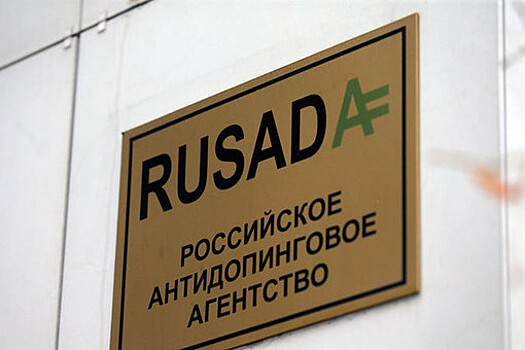 RUSADA
РОССИЙСКОЕ
АНТИДОПИНГОВОЕ
АГЕНТСТВО